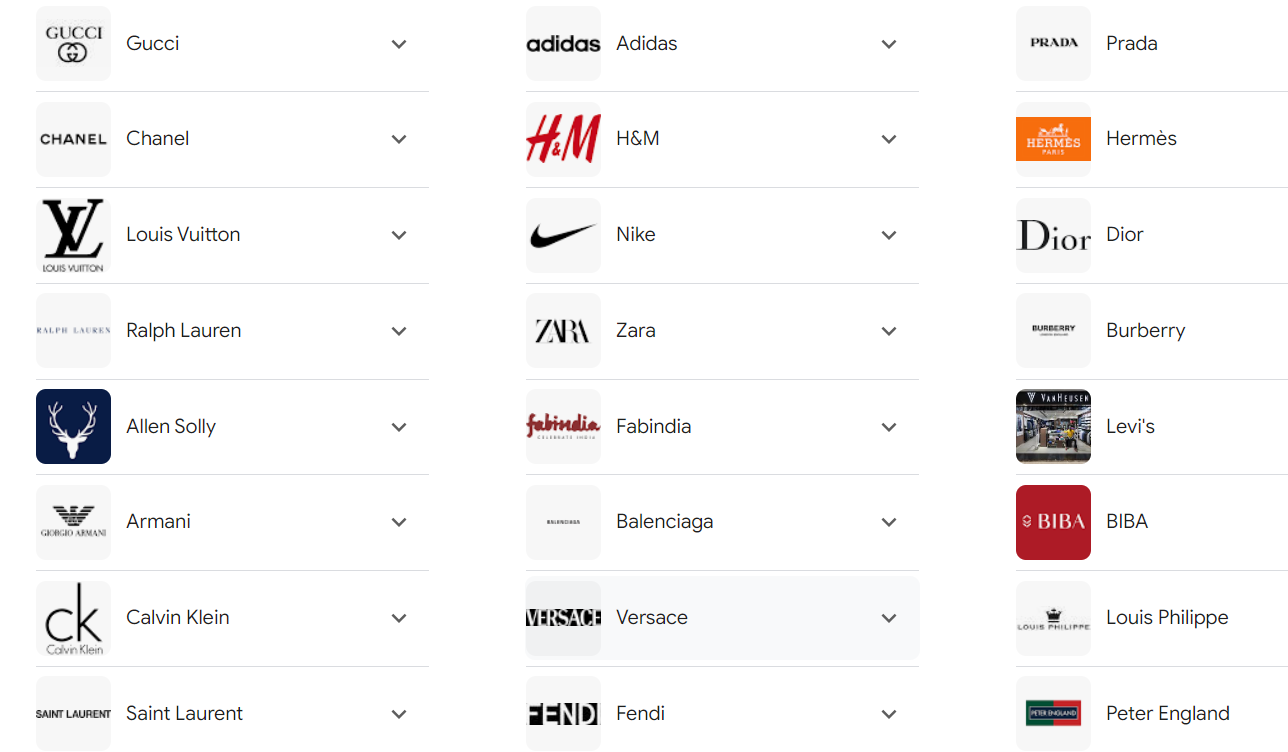 GUCCI
Gucci
adidas
Adidas
PRADA
Prada
CHANEL
Chanel
H&M
H&M
HERMÈS
PARIS
Hermès
LOUIS VUITTON
Louis Vuitton
Nike
Dior
Dior
RALPH LAUREN
Ralph Lauren
ZARA
Zara
BURBERRY
LONDON ENGLAND
Burberry
Allen Solly
fabindia
CELEBRATE INDIA
Fabindia
VANHEUSEN
Levi's
GIORGIO ARMANI
Armani
BALENCIAGA
Balenciaga
BIBA
BIBA
ck
Calvin Klein
Calvin Klein
VERSACE
Versace
LOUIS PHILIPPE
Louis Philippe
SAINT LAURENT
Saint Laurent
FENDI
Fendi
PETER ENGLAND
Peter England